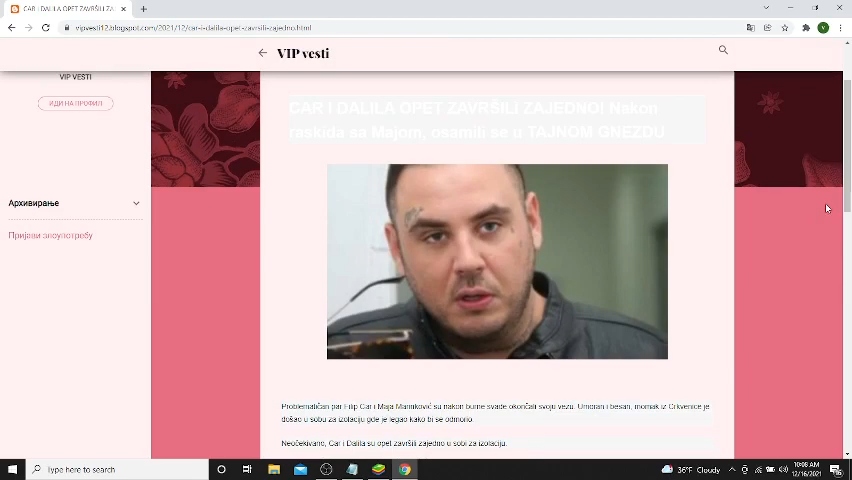 CAR I DALILA OPET ZAVRŠILI ZA
vipvesti12.blogspot.com/2021/12/car-i-dalila-opet-zavrsili-zajedno.html
VIP vesti
VIP VESTI
ИДИ НА ПРОФИЛ
Архивирање
Пријави злоупотребу
CAR I DALILA OPET ZAVRŠILI ZAJEDNO! Nakon
raskida sa Majom, osamili se u TAJNOM GNEZDU
Problematičan par Filip Car i Maja Marinković su nakon burne svađe okončali svoju vezu. Umoran i besan, momak iz Crkvenice je
došao u sobu za izolaciju gde je legao kako bi se odmorio.
Neočekivano, Car i Dalila su opet završili zajedno u sobi za izolaciju.
Type here to search
36°F Cloudy
10:08 AM
12/16/2021